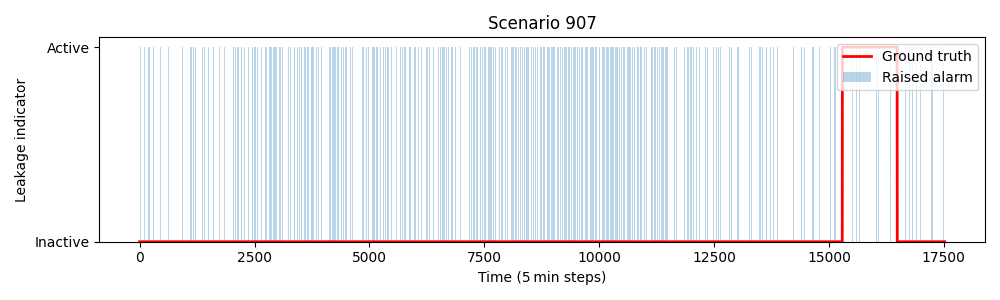 Scenario 907
Active
Inactive
Leakage indicator
Ground truth
Raised alarm
0 2500 5000 7500 10000 12500 15000 17500
Time (5 min steps)